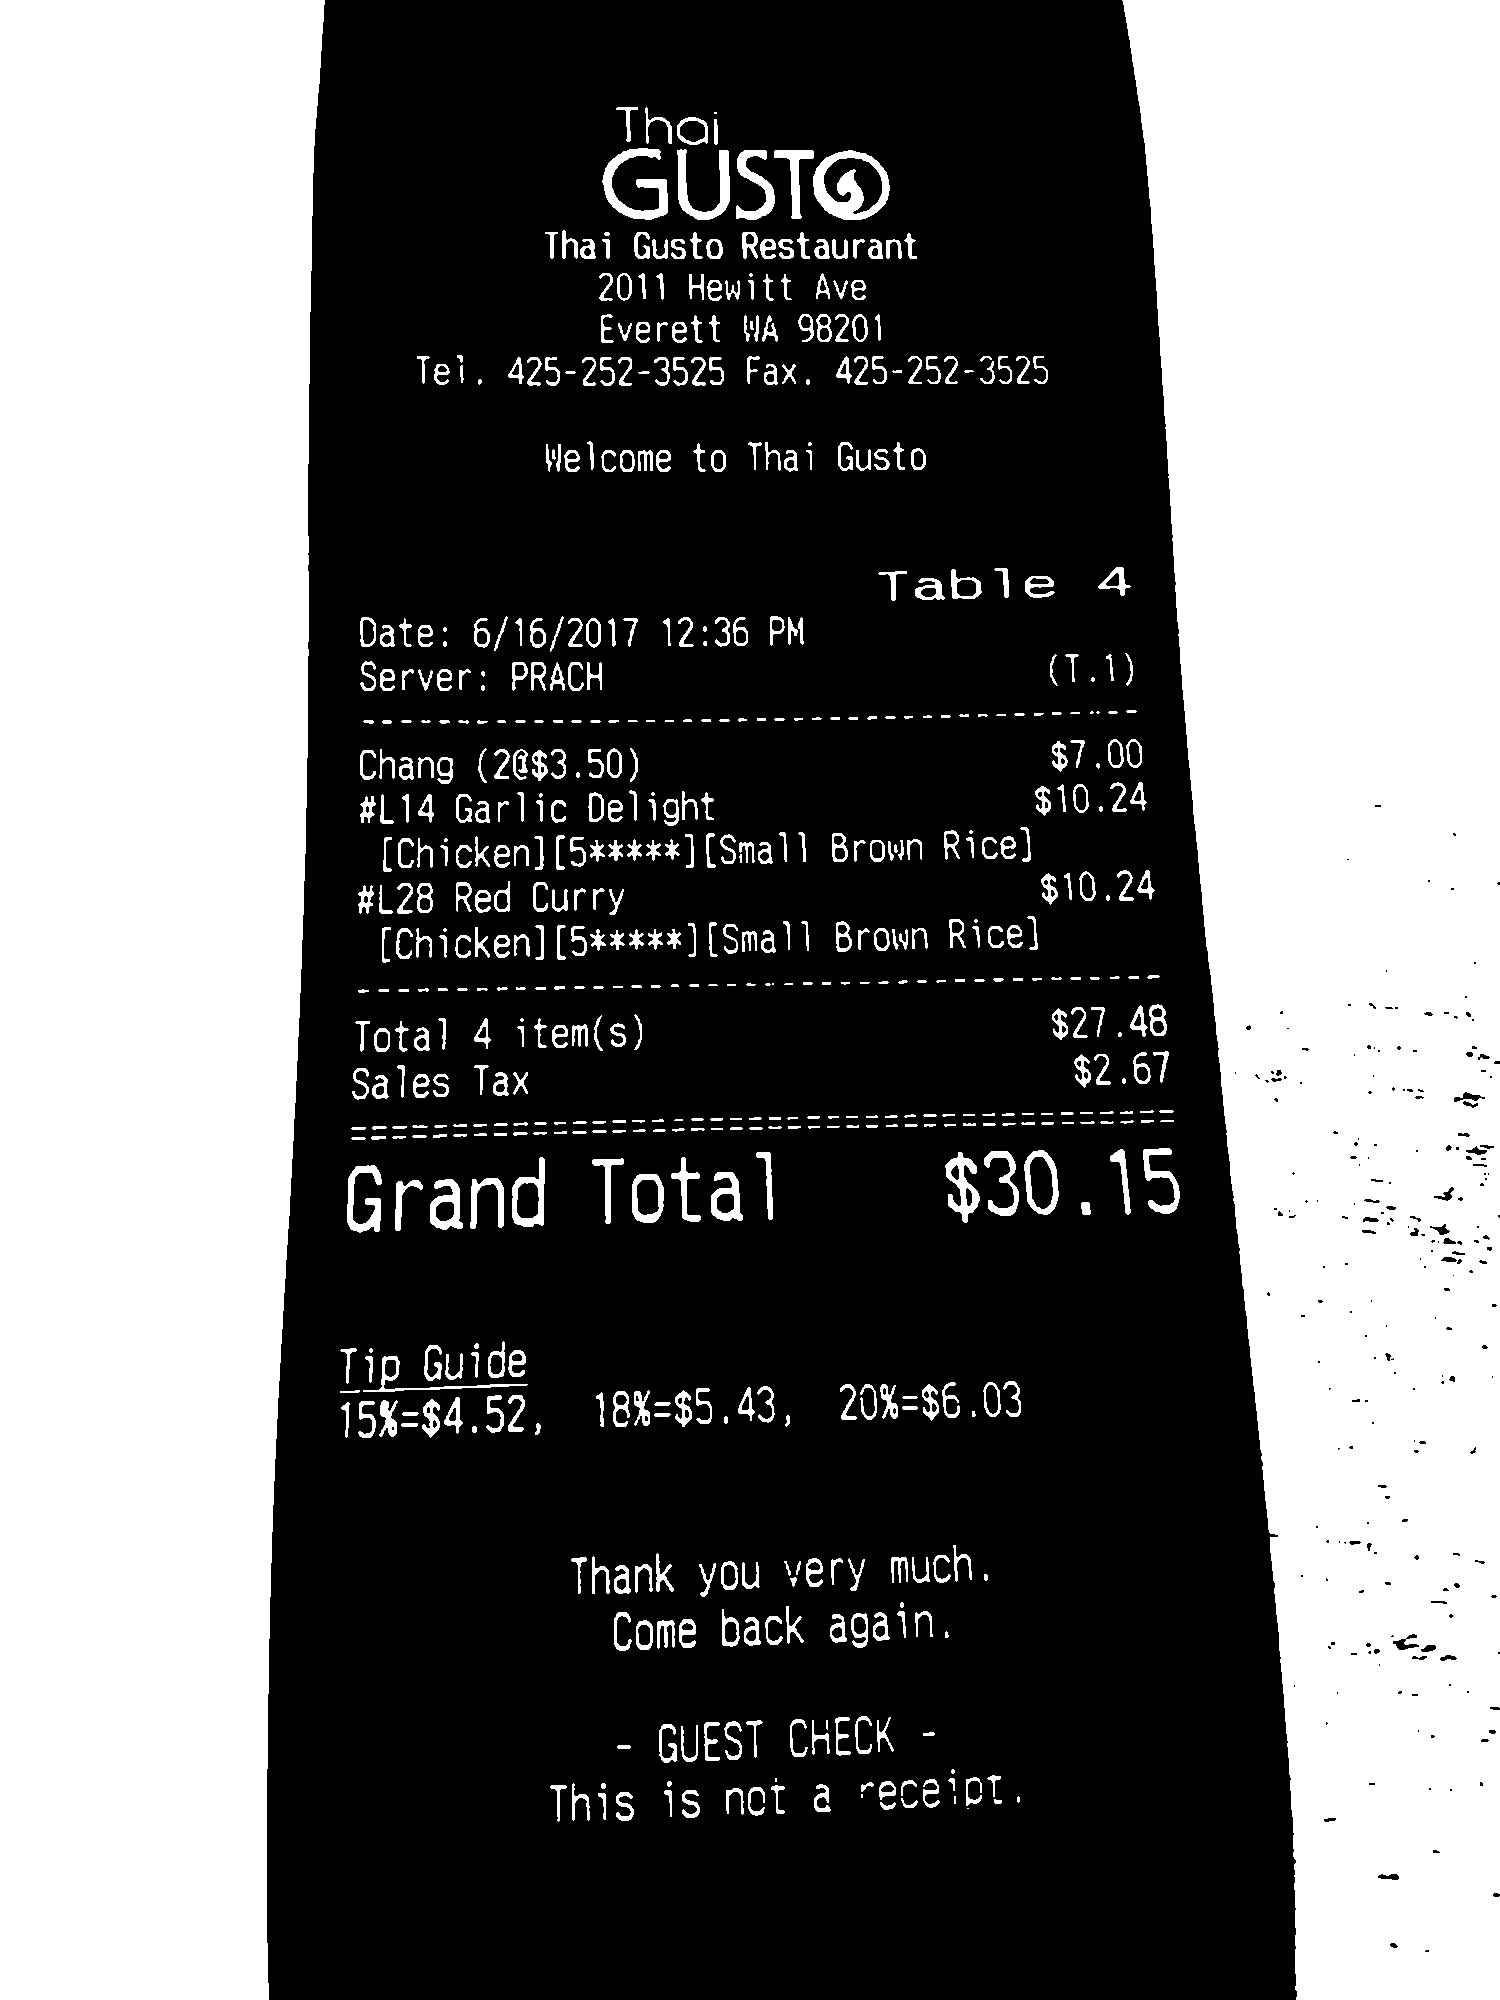 Thai
GUSTO
Thai Gusto Restaurant
2011 Hewitt Ave
Everett WA 98201
Tel. 425-252-3525 Fax. 425-252-3525
Welcome to Thai Gusto
Table 4
Date: 6/16/2017 12:36 PM
Server: PRACH (T.1)
Chang (2@$3.50) $7.00
#L14 Garlic Delight $10.24
[Chicken][5*****][Small Brown Rice]
#L28 Red Curry $10.24
[Chicken][5*****][Small Brown Rice]
Total 4 item(s) $27.48
Sales Tax $2.67
Grand Total $30.15
Tip Guide
15%=$4.52, 18%=$5.43, 20%=$6.03
Thank you very much.
Come back again.
- GUEST CHECK -
This is not a receipt.